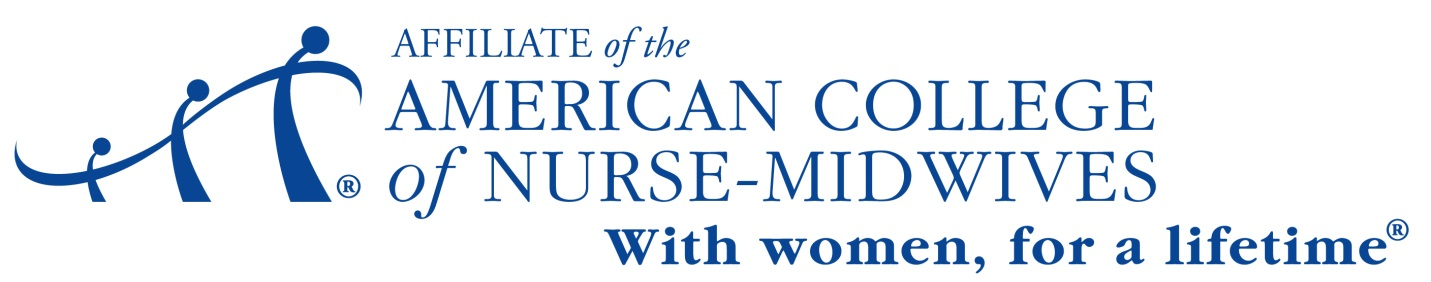 AFFILIATE of the
AMERICAN COLLEGE
of NURSE-MIDWIVES
With women, for a lifetime®
®